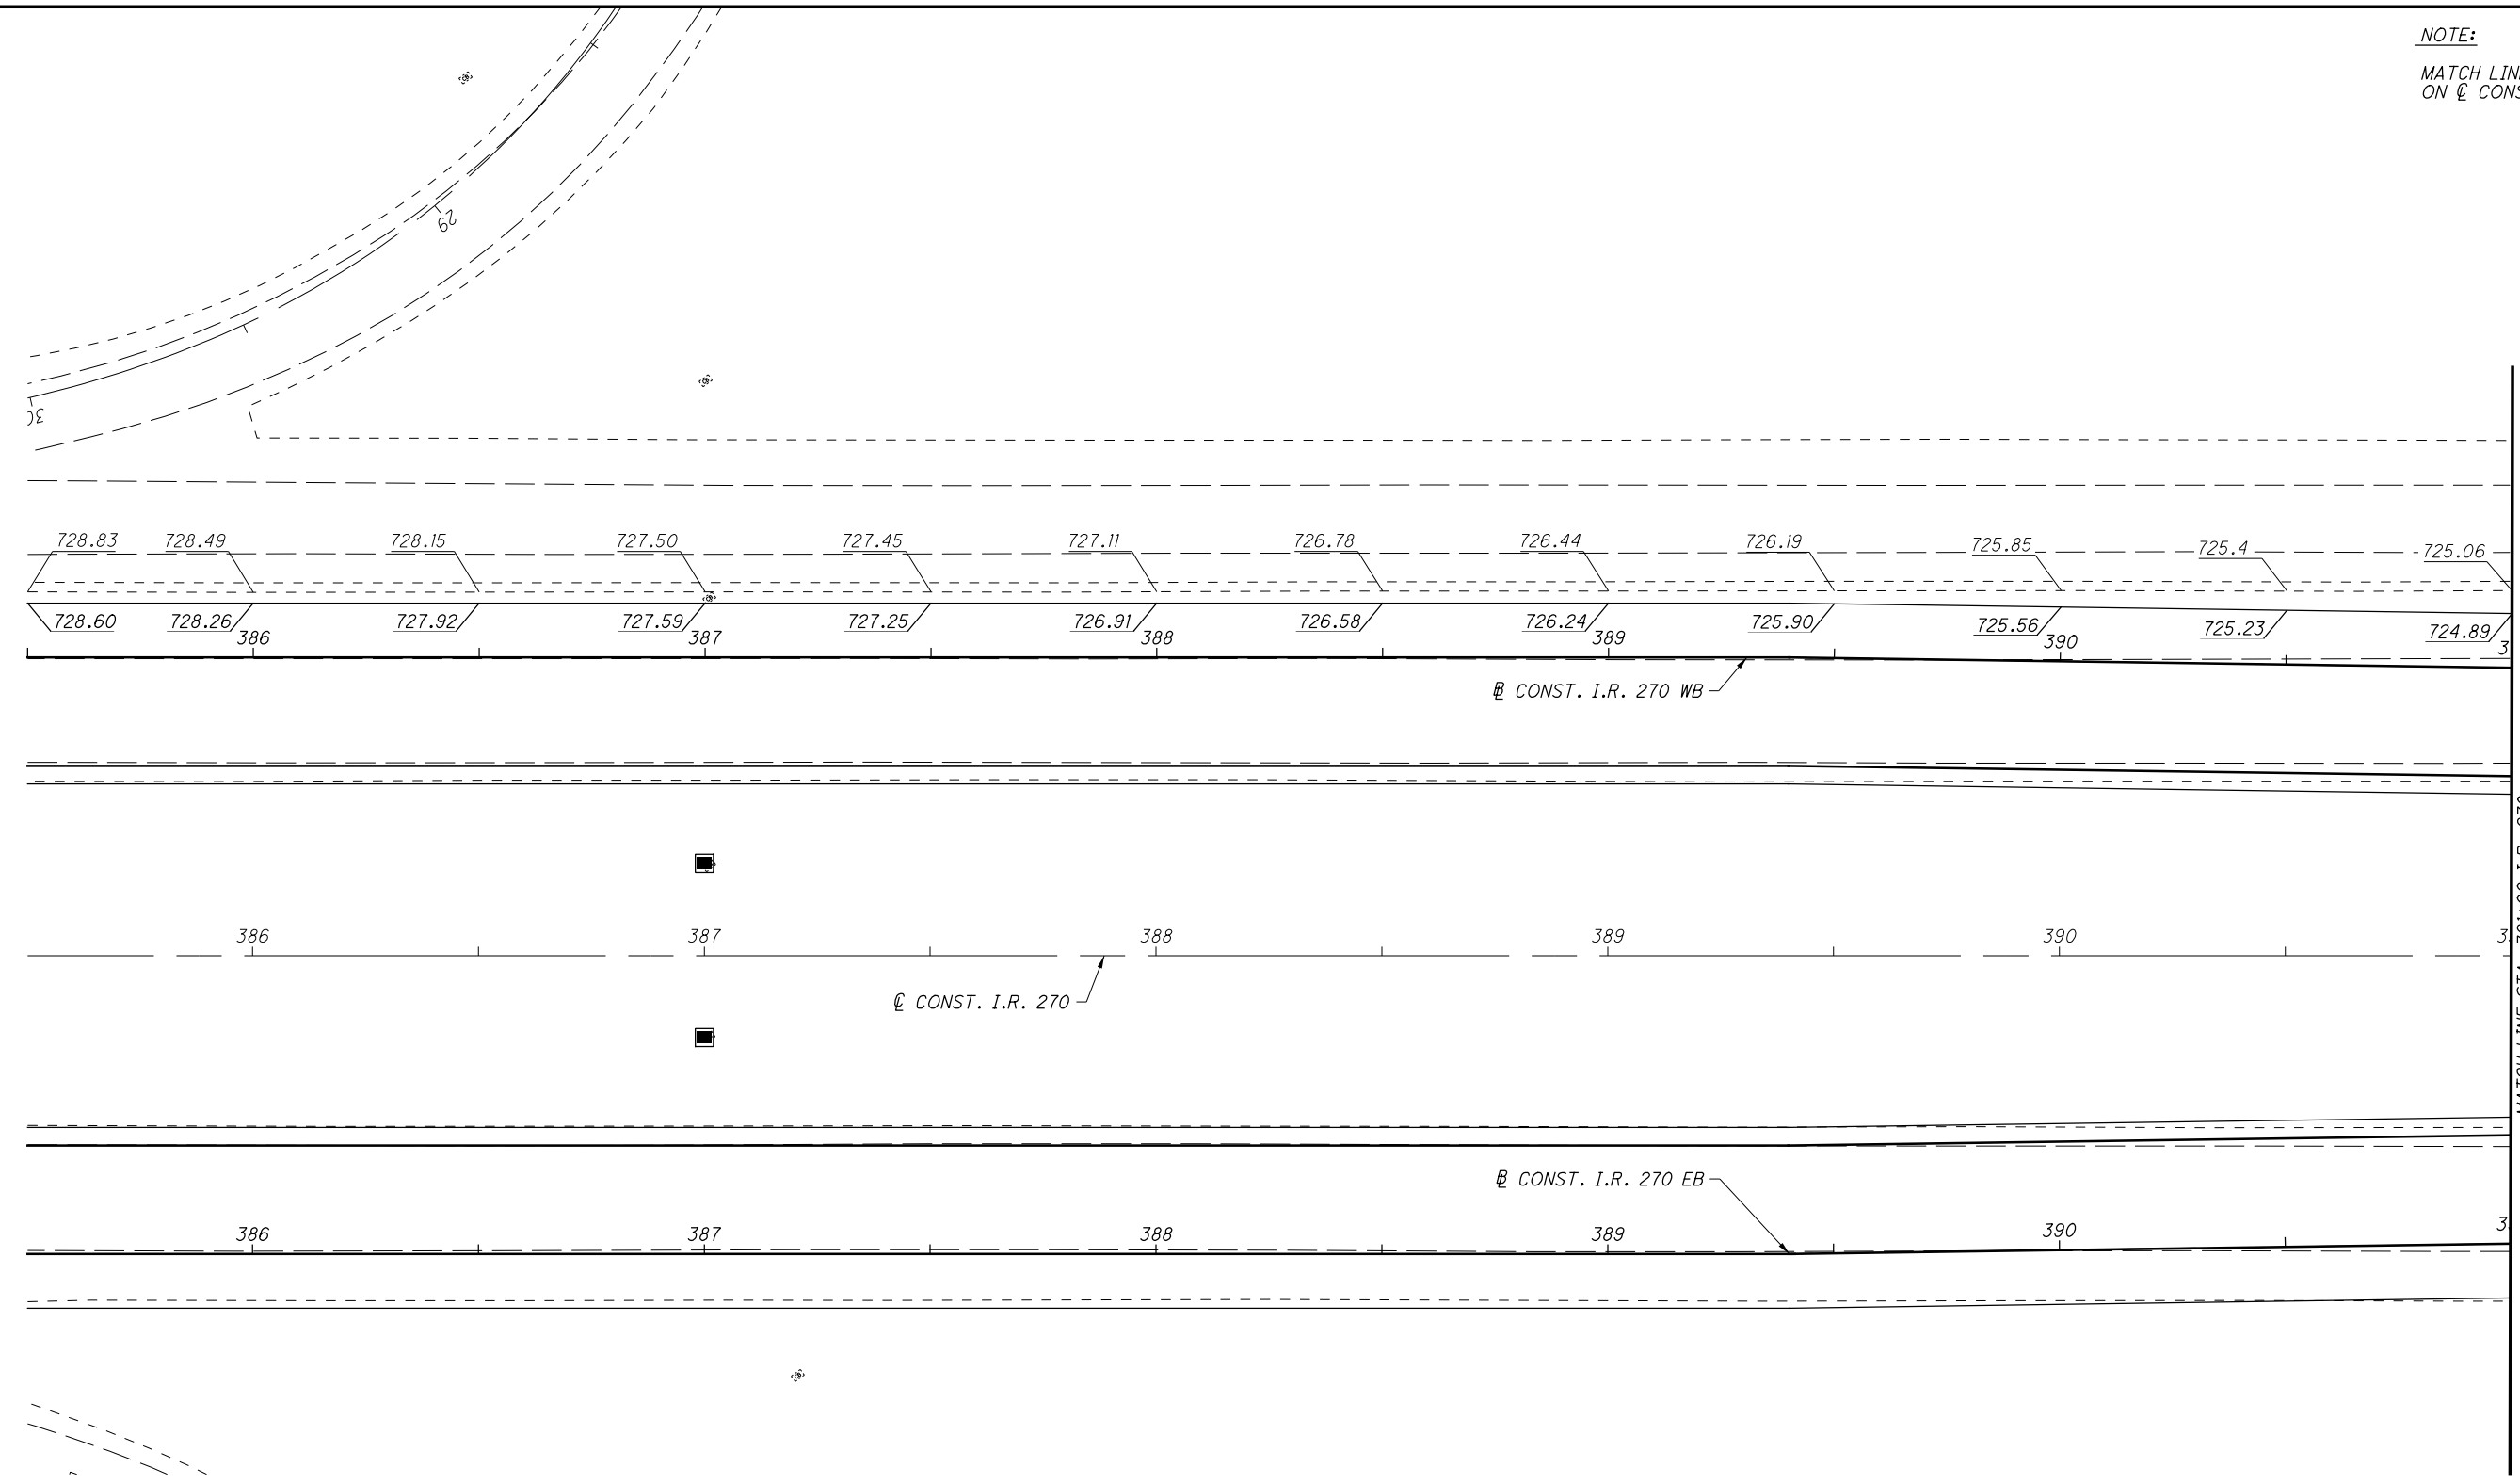 NOTE:
MATCH
ON ℄
29
728.83 728.49 728.15 727.50 727.45 727.11 726.78 726.44 726.19 725.85 725.4 725.06
728.60 728.26 727.92 727.59 727.25 726.91 726.58 726.24 725.90 725.56 725.23 724.89
386 387 388 389 390
B̵L CONST. I.R. 270 WB
386 387 388 389 390
℄ CONST. I.R. 270
B̵L CONST. I.R. 270 EB
386 387 388 389 390